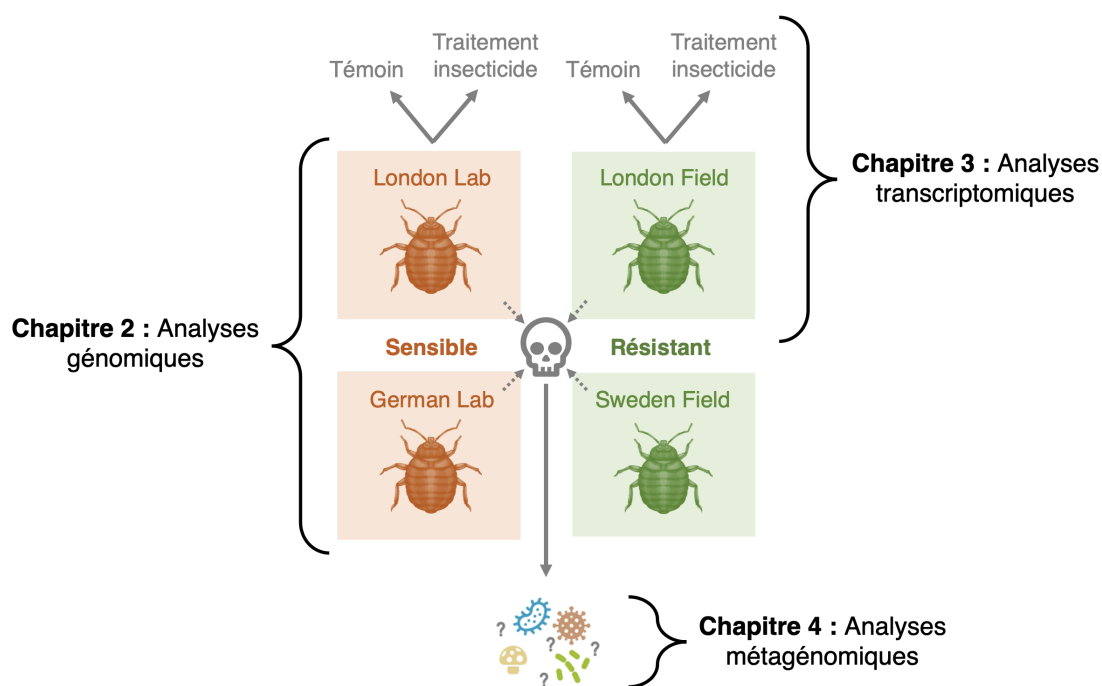 Témoin
Traitement
insecticide
Témoin
Traitement
insecticide
London Lab
London Field
Chapitre 3 : Analyses
transcriptomiques
Chapitre 2 : Analyses
génomiques
Sensible
Résistant
German Lab
Sweden Field
?
?
?
?
Chapitre 4 : Analyses
métagénomiques